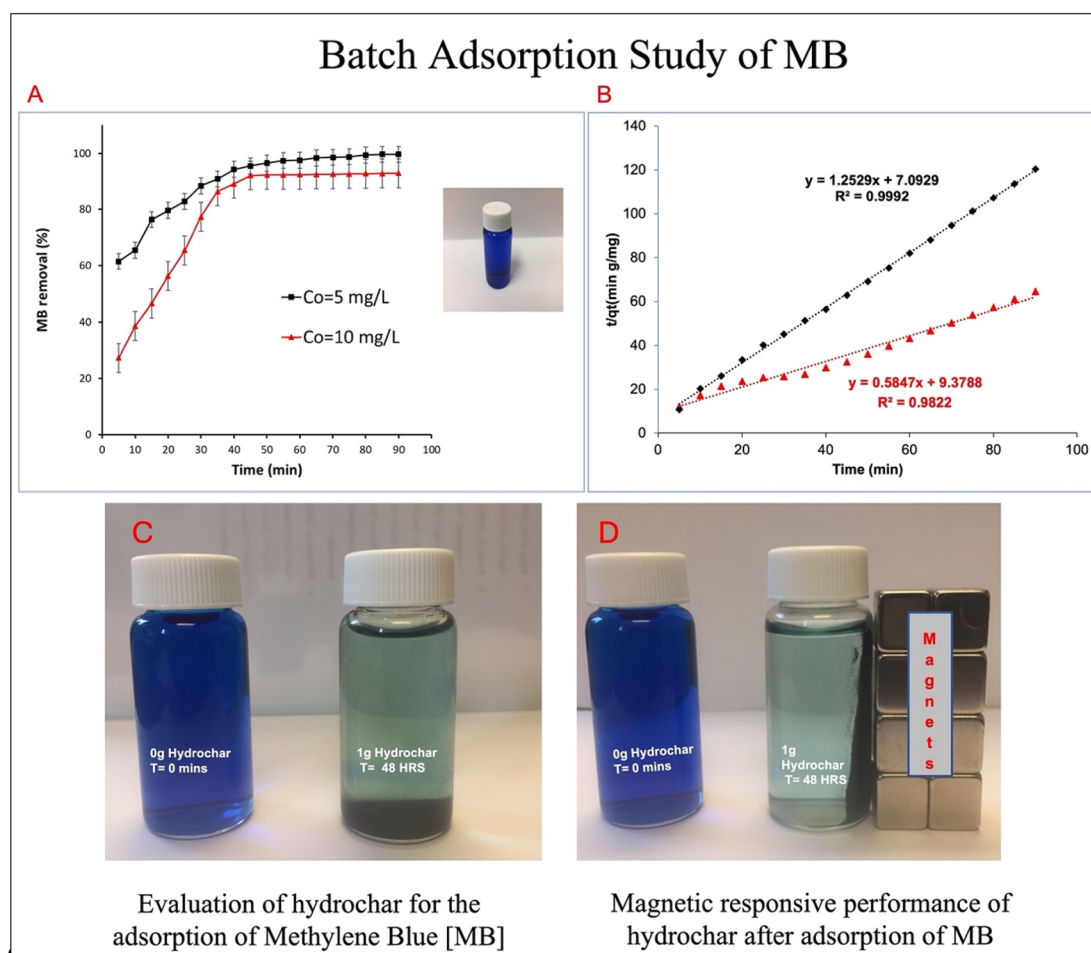 Batch Adsorption Study of MB
A
MB removal (%)
100
80
60
40
20
0
0 10 20 30 40 50 60 70 80 90 100
Time (min)
Co=5 mg/L
Co=10 mg/L
B
t/qt(min g/mg)
140
120
100
80
60
40
20
0
0 20 40 60 80 100
Time (min)
y = 1.2529x + 7.0929
R² = 0.9992
y = 0.5847x + 9.3788
R² = 0.9822
C
0g Hydrochar
T= 0 mins
1g Hydrochar
T= 48 HRS
D
0g Hydrochar
T= 0 mins
1g
Hydrochar
T= 48 HRS
Magnets
Evaluation of hydrochar for the
adsorption of Methylene Blue [MB]
Magnetic responsive performance of
hydrochar after adsorption of MB